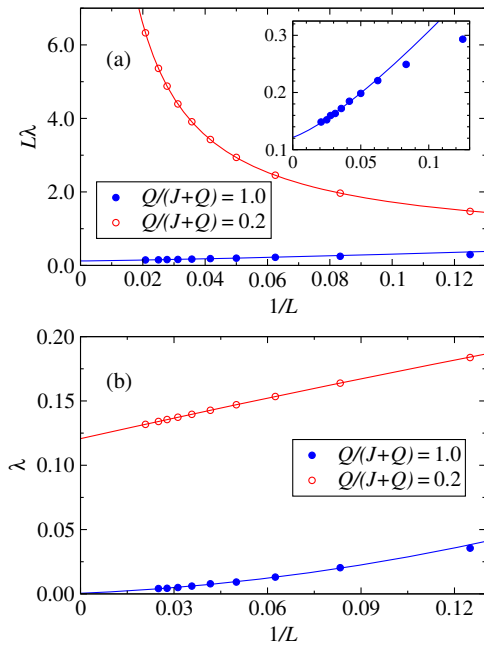 6.0
4.0
2.0
0.0
Lλ
(a)
0.3
0.2
0.1
0
0.05
0.1
Q/(J+Q) = 1.0
Q/(J+Q) = 0.2
0
0.02
0.04
0.06
0.08
0.1
0.12
1/L
0.20
0.15
0.10
0.05
0.00
λ
(b)
Q/(J+Q) = 1.0
Q/(J+Q) = 0.2
0
0.03
0.06
0.09
0.12
1/L